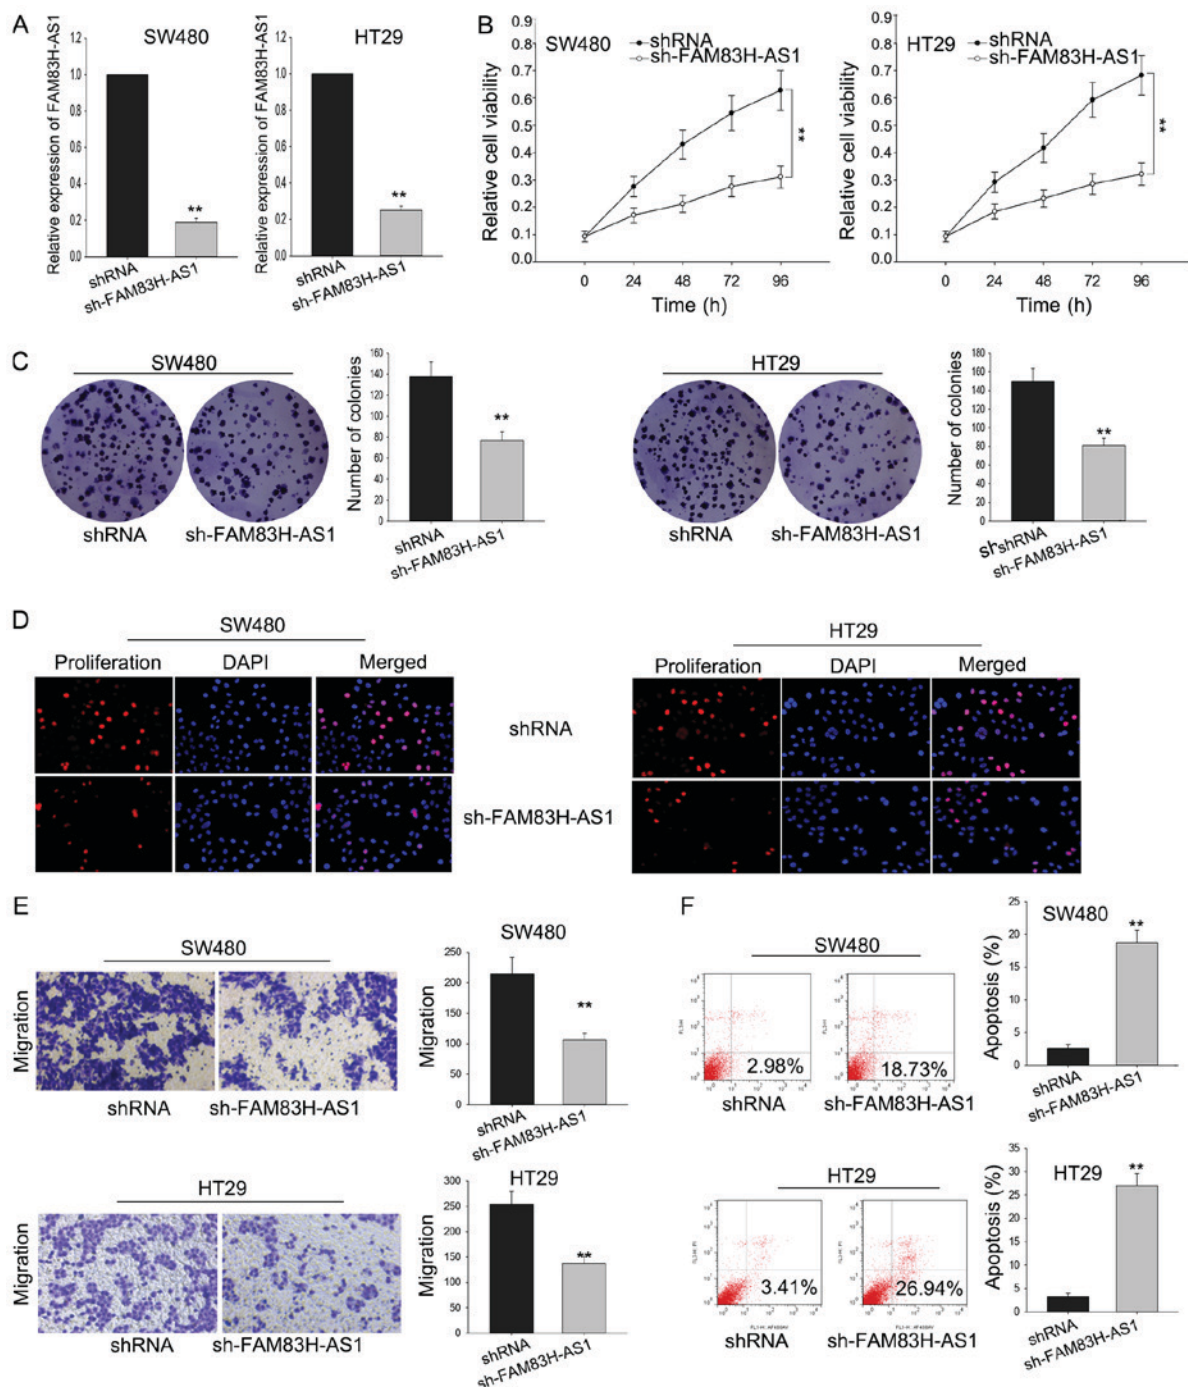 A
SW480
HT29
Relative expression of FAM83H-AS1
1.2
1.0
0.8
0.6
0.4
0.2
0.0
**
shRNA
sh-FAM83H-AS1
Relative expression of FAM83H-AS1
1.2
1.0
0.8
0.6
0.4
0.2
0.0
**
shRNA
sh-FAM83H-AS1
B
SW480
shRNA
sh-FAM83H-AS1
Relative cell viability
0.9
0.8
0.7
0.6
0.5
0.4
0.3
0.2
0.1
**
0 24 48 72 96
Time (h)
HT29
shRNA
sh-FAM83H-AS1
Relative cell viability
0.9
0.8
0.7
0.6
0.5
0.4
0.3
0.2
0.1
**
0 24 48 72 96
Time (h)
C
SW480
shRNA
sh-FAM83H-AS1
Number of colonies
160
140
120
100
80
60
40
20
0
**
shRNA
sh-FAM83H-AS1
HT29
shRNA
sh-FAM83H-AS1
Number of colonies
180
160
140
120
100
80
60
40
20
0
**
shshRNA
sh-FAM83H-AS1
D
SW480
Proliferation DAPI Merged
HT29
Proliferation DAPI Merged
shRNA
sh-FAM83H-AS1
E
SW480
Migration
shRNA
sh-FAM83H-AS1
SW480
Migration
250
200
150
100
50
0
**
shRNA
sh-FAM83H-AS1
HT29
Migration
shRNA
sh-FAM83H-AS1
HT29
Migration
300
250
200
150
100
50
0
**
shRNA
sh-FAM83H-AS1
F
SW480
2.98%
18.73%
shRNA
sh-FAM83H-AS1
SW480
Apoptosis (%)
25
20
15
10
5
0
**
shRNA
sh-FAM83H-AS1
HT29
3.41%
26.94%
shRNA
sh-FAM83H-AS1
HT29
Apoptosis (%)
35
30
25
20
15
10
5
0
**
shRNA
sh-FAM83H-AS1